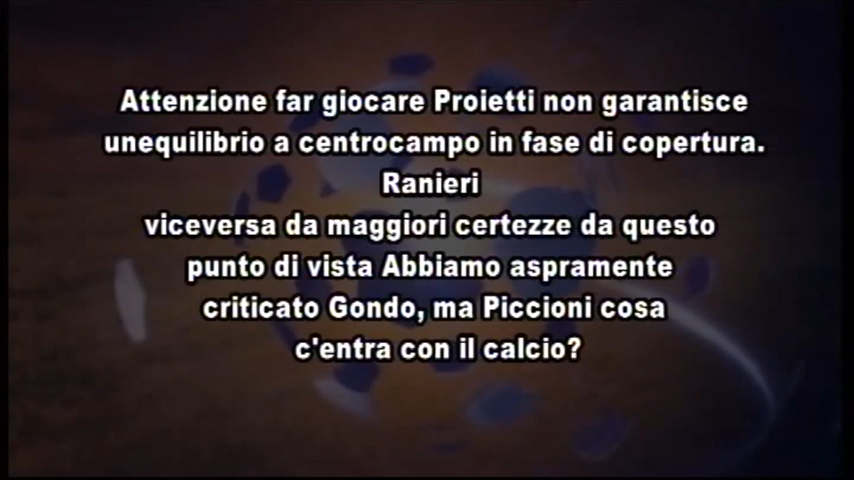 Attenzione far giocare Proietti non garantisce
unequilibrio a centrocampo in fase di copertura.
Ranieri
viceversa da maggiori certezze da questo
punto di vista Abbiamo aspramente
criticato Gondo, ma Piccioni cosa
c'entra con il calcio?